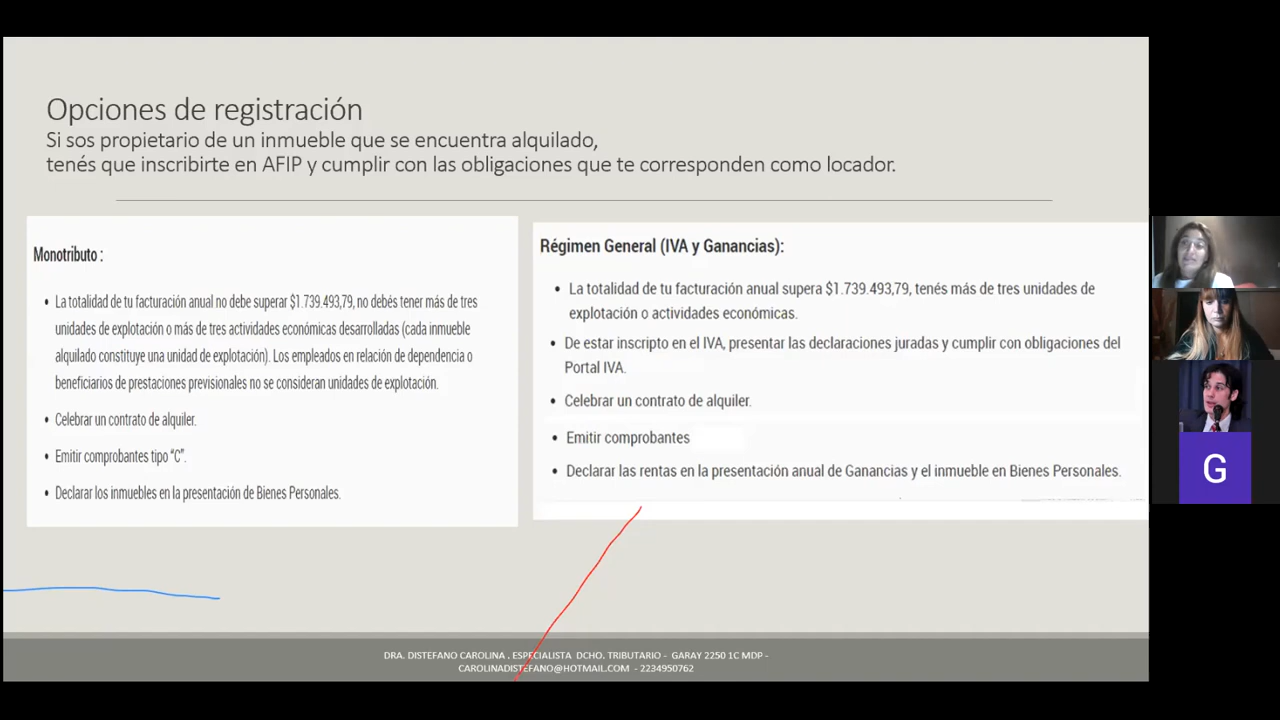 Opciones de registración
Si sos propietario de un inmueble que se encuentra alquilado,
tenés que inscribirte en AFIP y cumplir con las obligaciones que te corresponden como locador.
Monotributo :
• La totalidad de tu facturación anual no debe superar $1.739.493,79, no debés tener más de tres
unidades de explotación o más de tres actividades económicas desarrolladas (cada inmueble
alquilado constituye una unidad de explotación). Los empleados en relación de dependencia o
beneficiarios de prestaciones previsionales no se consideran unidades de explotación.
• Celebrar un contrato de alquiler.
• Emitir comprobantes tipo “C”.
• Declarar los inmuebles en la presentación de Bienes Personales.
Régimen General (IVA y Ganancias):
• La totalidad de tu facturación anual supera $1.739.493,79, tenés más de tres unidades de
explotación o actividades económicas.
• De estar inscripto en el IVA, presentar las declaraciones juradas y cumplir con obligaciones del
Portal IVA.
• Celebrar un contrato de alquiler.
• Emitir comprobantes
• Declarar las rentas en la presentación anual de Ganancias y el inmueble en Bienes Personales.
DRA. DISTEFANO CAROLINA . ESPECIALISTA DCHO. TRIBUTARIO - GARAY 2250 1C MDP -
CAROLINADISTEFANO@HOTMAIL.COM - 2234950762
G